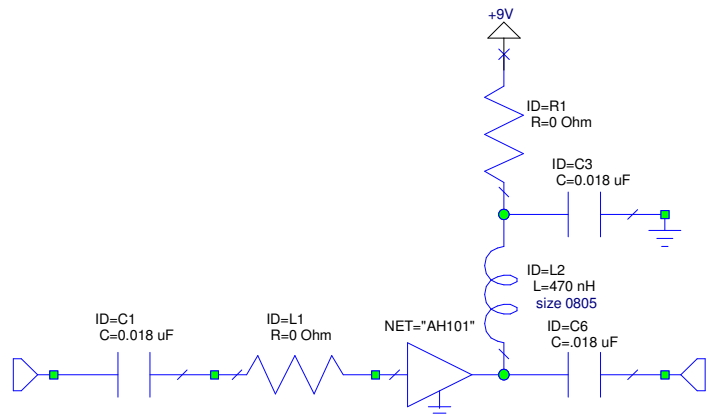 +9V
ID=R1
R=0 Ohm
ID=C3
C=0.018 uF
ID=L2
L=470 nH
size 0805
ID=C1
C=0.018 uF
ID=L1
R=0 Ohm
NET="AH101"
ID=C6
C=.018 uF